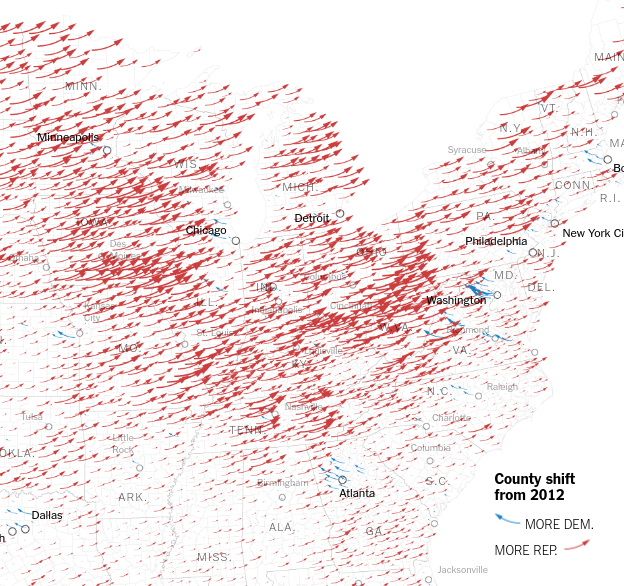 MAIN
MINN.
VT.
N.Y.
N.H.
Minneapolis
Syracuse
Albany
MA
WIS.
Bo
MICH.
CONN.
Milwaukee
R.I.
Detroit
PA.
IOWA
Chicago
New York Ci
Des
Moines
Philadelphia
OHIO
N.J.
Omaha
MD.
Columbus
DEL.
IND.
Washington
ILL.
Indianapolis
Cincinnati
Kansas
City
W.VA.
Richmond
St. Louis
MO.
Louisville
VA.
KY.
N.C.
Raleigh
Nashville
Tulsa
Charlotte
TENN.
Little
Rock
Columbia
OKLA.
S.C.
Birmingham
County shift
from 2012
Atlanta
ARK.
Dallas
MORE DEM.
ALA.
GA.
h
MORE REP.
MISS.
Jacksonville